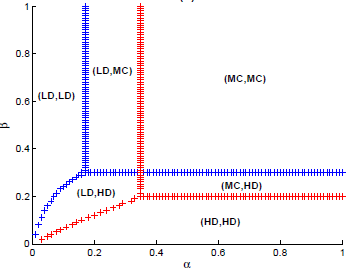 1
0.8
0.6
0.4
0.2
0
β
(LD,MC)
(MC,MC)
(LD,LD)
(LD,HD)
(MC,HD)
(HD,HD)
0
0.2
0.4
0.6
0.8
1
α